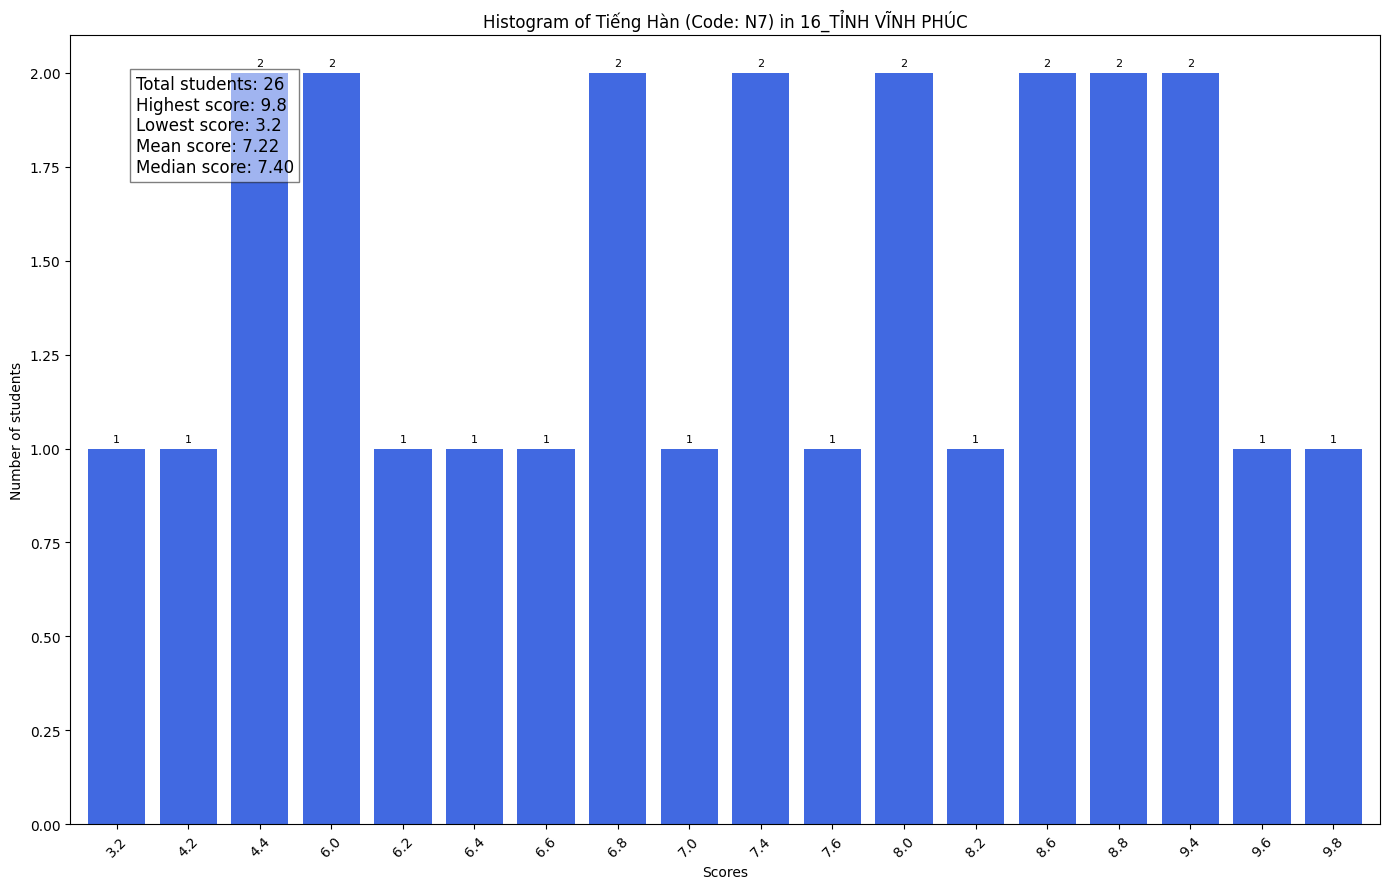 Histogram of Tiếng Hàn (Code: N7) in 16_TỈNH VĨNH PHÚC
Total students: 26
Highest score: 9.8
Lowest score: 3.2
Mean score: 7.22
Median score: 7.40
Number of students
2.00
1.75
1.50
1.25
1.00
0.75
0.50
0.25
0.00
1 1 2 2 1 1 1 2 1 2 1 2 1 2 2 2 1 1
3.2 4.2 4.4 6.0 6.2 6.4 6.6 6.8 7.0 7.4 7.6 8.0 8.2 8.6 8.8 9.4 9.6 9.8
Scores